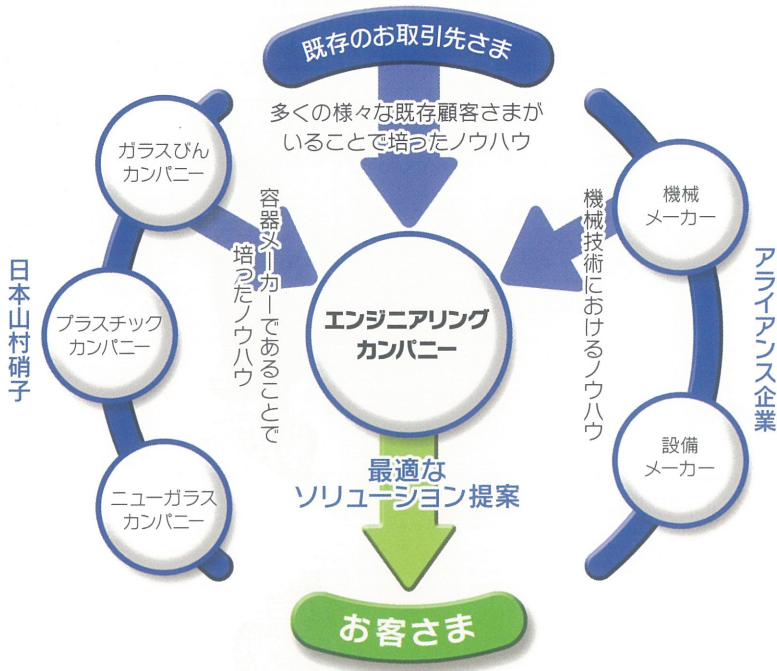 既存のお取引先さま
多くの様々な既存顧客さまが
いることで培ったノウハウ
ガラスびん
カンパニー
プラスチック
カンパニー
ニューガラス
カンパニー
日本山村硝子
容器メーカーであることで
培ったノウハウ
エンジニアリング
カンパニー
機械技術におけるノウハウ
機械
メーカー
設備
メーカー
アライアンス企業
最適な
ソリューション提案
お客さま